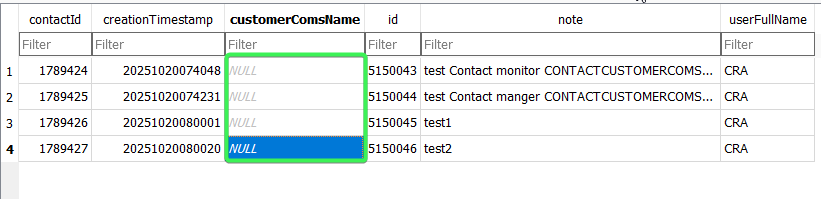 contactId creationTimestamp customerComsName id note userFullName
Filter Filter Filter Filter Filter Filter
1 1789424 20251020074048 NULL 5150043 test Contact monitor CONTACTCUSTOMERCOMS... CRA
2 1789425 20251020074231 NULL 5150044 test Contact manger CONTACTCUSTOMERCOMS... CRA
3 1789426 20251020080001 NULL 5150045 test1 CRA
4 1789427 20251020080020 NULL 5150046 test2 CRA